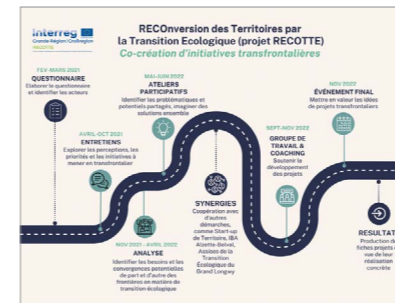 Interreg
Grande Région | Großregion
RECOTTE
RECOnversion des Territoires par
la Transition Ecologique (projet RECOTTE)
Co-création d'initiatives transfrontalières
FEV-MARS 2021
QUESTIONNAIRE
Elaborer le questionnaire
et identifier les acteurs
AVRIL-OCT 2021
ENTRETIENS
Explorer les perceptions, les
priorités et les initiatives à
mener en transfrontalier
NOV 2021 - AVRIL 2022
ANALYSE
Identifier les besoins et les
convergences potentielles
de part et d'autre des
frontières en matière de
transition écologique
MAI-JUIN 2022
ATELIERS
PARTICIPATIFS
Identifier les problématiques et
potentiels partagés, imaginer des
solutions ensemble
SYNERGIES
Coopération avec
d'autres
démarches,
comme Start-up
de Territoire, IBA
Alzette-Belval,
Assises de la
Transition
Ecologique du
Grand Longwy
SEPT-NOV 2022
GROUPE DE
TRAVAIL &
COACHING
Soutenir le
développement
des projets
NOV 2022
ÉVÉNEMENT FINAL
Mettre en valeur les idées
de projets transfrontaliers
RESULTAT
Production de
fiches projets
vue de leur
réalisation
concrète